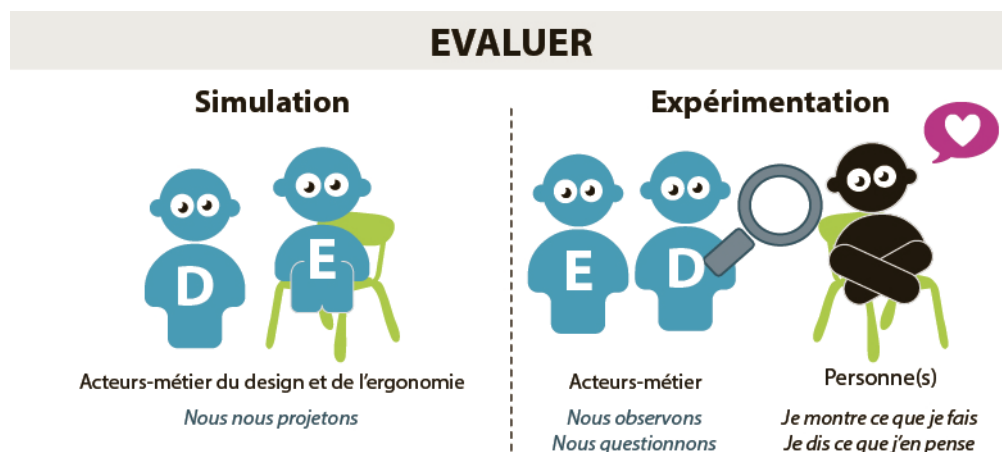 EVALUER
Simulation
D
E
Acteurs-métier du design et de l'ergonomie
Nous nous projetons
Expérimentation
E
D
Acteurs-métier
Nous observons
Nous questionnons
Personne(s)
Je montre ce que je fais
Je dis ce que j'en pense